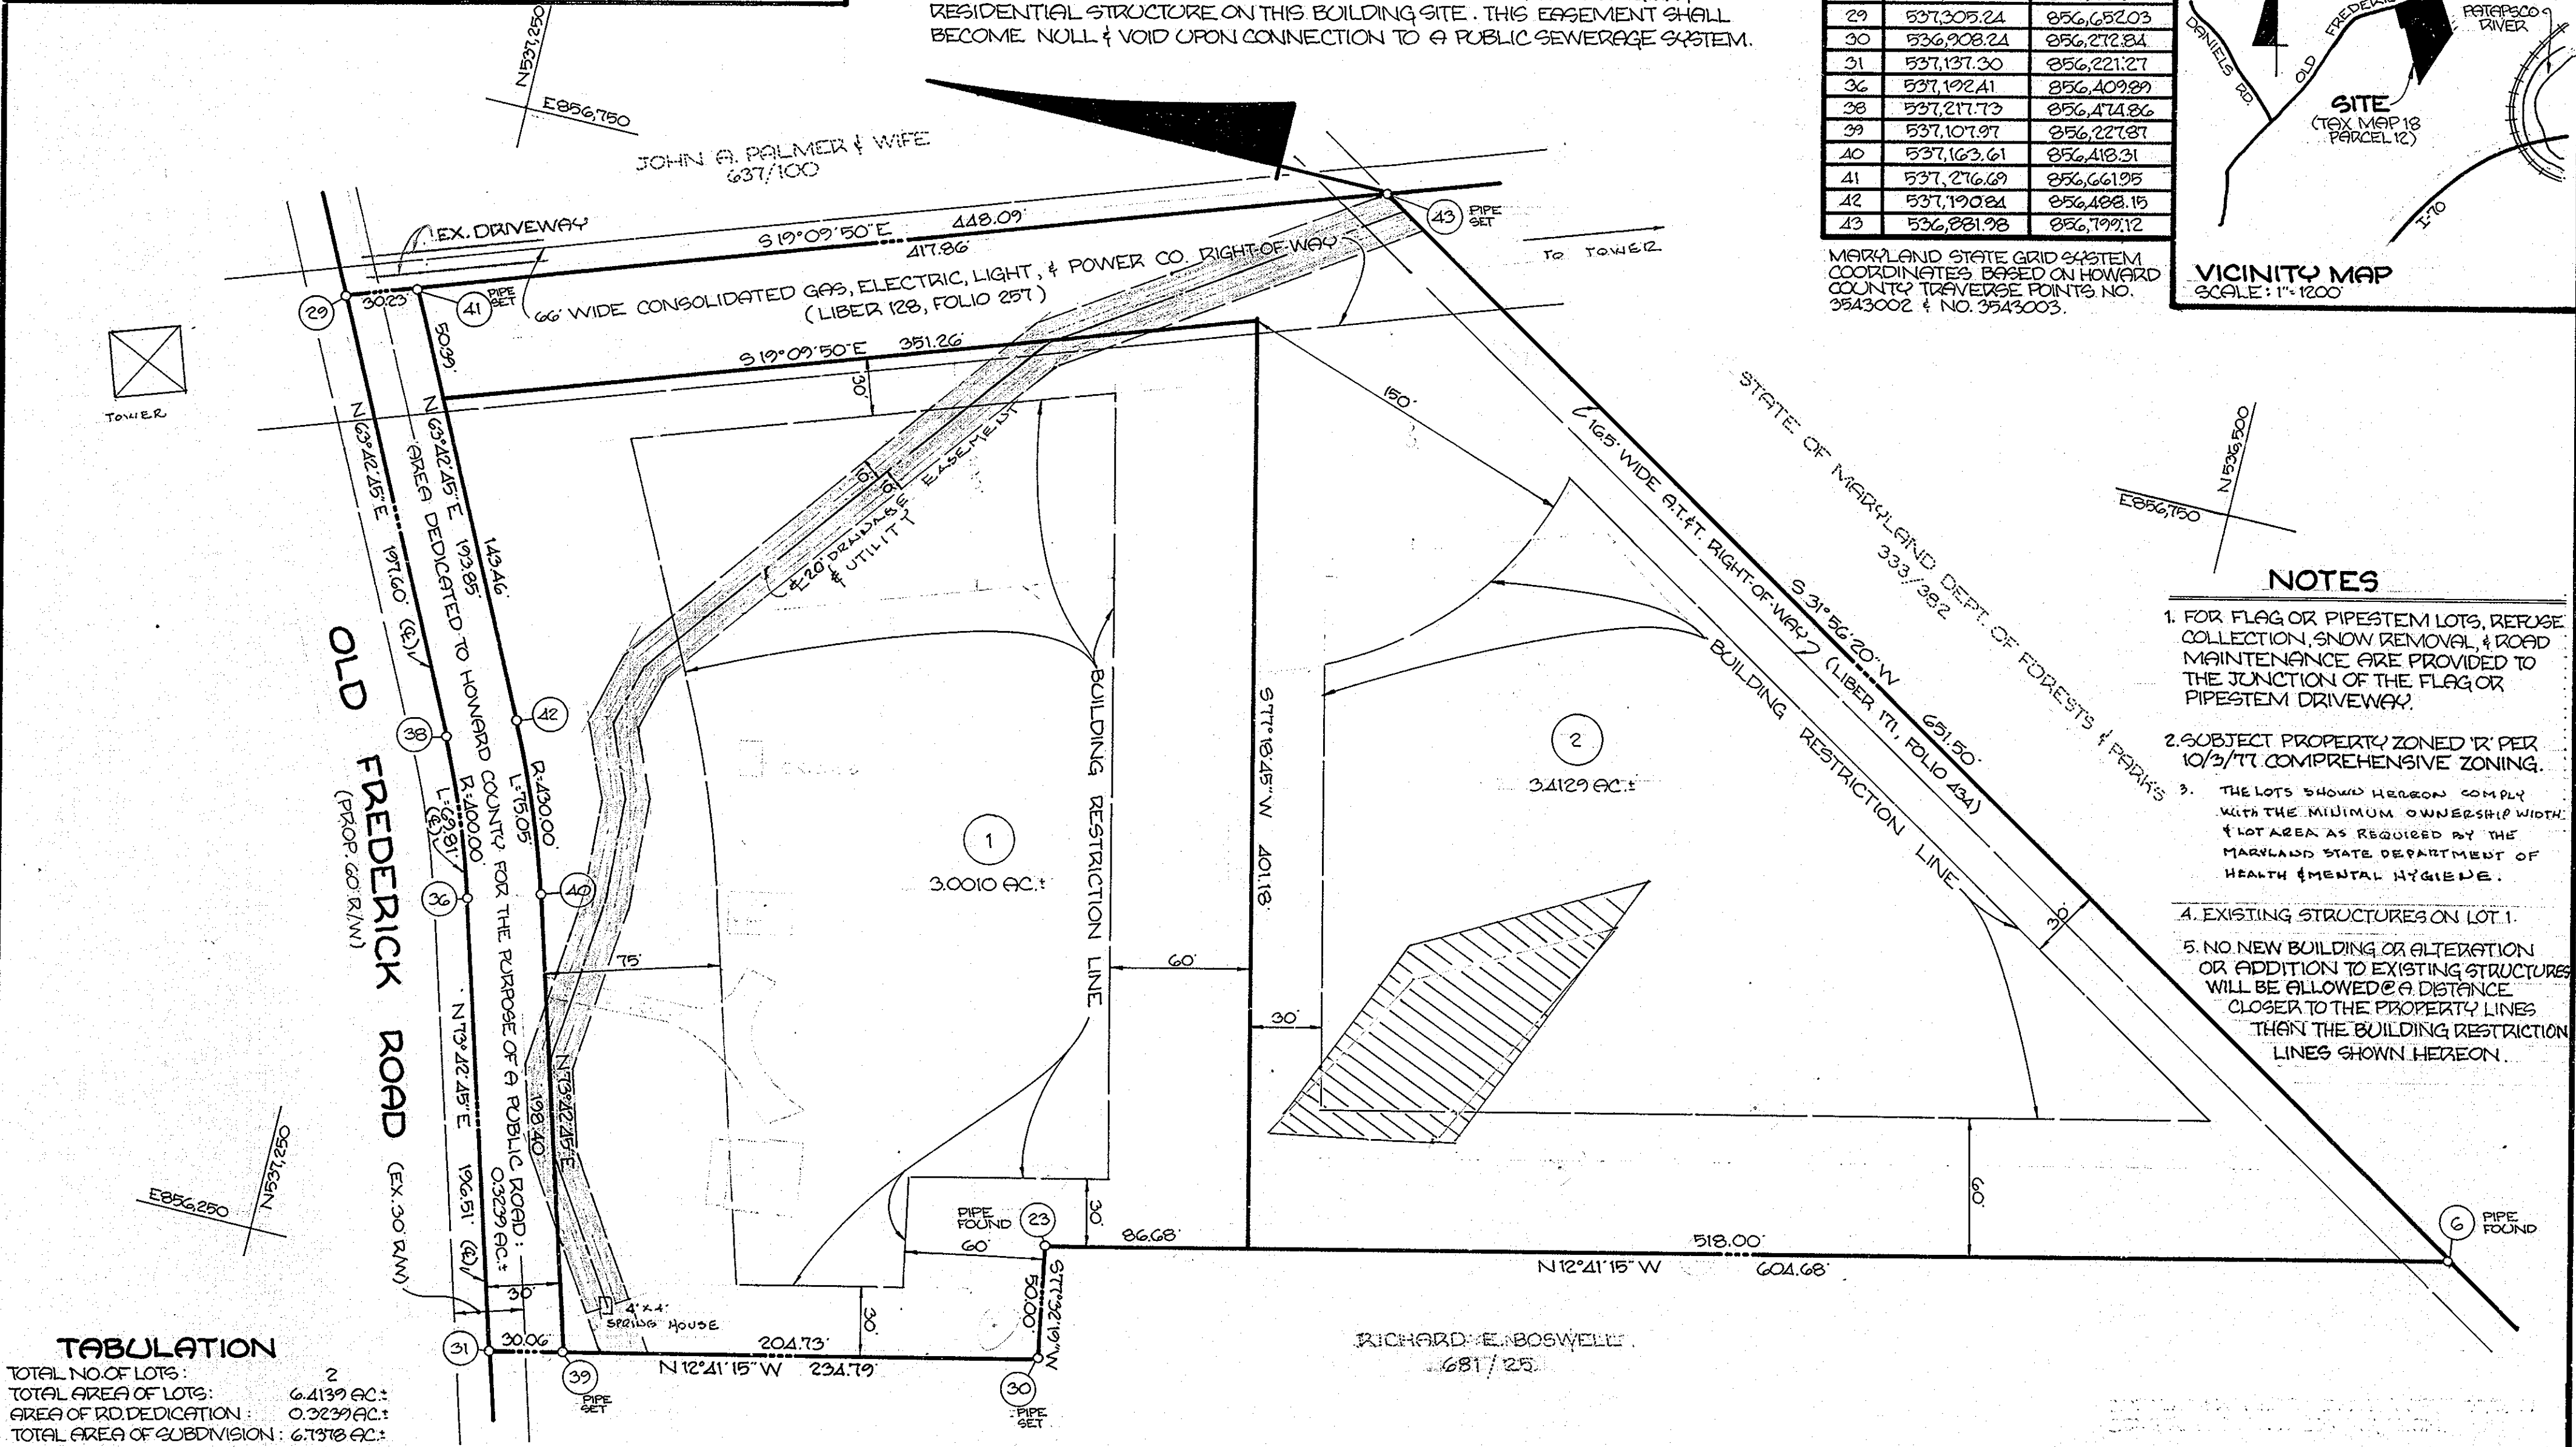 RESIDENTIAL STRUCTURE ON THIS BUILDING SITE. THIS EASEMENT SHALL
BECOME NULL & VOID UPON CONNECTION TO A PUBLIC SEWERAGE SYSTEM.
29 537,305.24 856,652.03
30 536,908.24 856,272.84
31 537,137.30 856,221.27
36 537,192.41 856,409.89
38 537,217.73 856,474.86
39 537,107.97 856,227.87
40 537,163.61 856,418.31
41 537,276.69 856,661.95
42 537,190.84 856,488.15
43 536,881.98 856,799.12
MARYLAND STATE GRID SYSTEM
COORDINATES BASED ON HOWARD
COUNTY TRAVERSE POINTS NO.
3543002 & NO. 3543003.
DANIELS RD.
OLD
PATAPSCO
RIVER
SITE
(TAX MAP 18
PARCEL 12)
I-70
VICINITY MAP
SCALE: 1"=1200'
N537,250
E856,750
JOHN A. PALMER & WIFE
637/100
EX. DRIVEWAY
S 19°09'50" E 448.09'
417.86'
43
PIPE
SET
TO TOWER
29
30.23'
41
PIPE
SET
66' WIDE CONSOLIDATED GAS, ELECTRIC, LIGHT, & POWER CO. RIGHT-OF-WAY
(LIBER 128, FOLIO 257)
50.39'
S 19°09'50" E 351.26'
30'
TOWER
150'
N 63°42'45" E 197.60' (℄)
N 63°42'45" E 193.85'
143.46'
AREA DEDICATED TO HOWARD COUNTY FOR THE PURPOSE OF A PUBLIC ROAD:
0.3239 AC.±
10'
10'
℄ 20' DRAINAGE
& UTILITY
EASEMENT
16.5' WIDE A.T.&T. RIGHT-OF-WAY (LIBER 171, FOLIO 434)
S 31°56'20" W 651.50'
STATE OF MARYLAND DEPT. OF FORESTS & PARKS
333/382
N536,500
E856,750
NOTES
1. FOR FLAG OR PIPESTEM LOTS, REFUSE
COLLECTION, SNOW REMOVAL, & ROAD
MAINTENANCE ARE PROVIDED TO
THE JUNCTION OF THE FLAG OR
PIPESTEM DRIVEWAY.
2. SUBJECT PROPERTY ZONED 'R' PER
10/3/77 COMPREHENSIVE ZONING.
3. THE LOTS SHOWN HEREON COMPLY
WITH THE MINIMUM OWNERSHIP WIDTH
& LOT AREA AS REQUIRED BY THE
MARYLAND STATE DEPARTMENT OF
HEALTH & MENTAL HYGIENE.
4. EXISTING STRUCTURES ON LOT 1.
5. NO NEW BUILDING OR ALTERATION
OR ADDITION TO EXISTING STRUCTURES
WILL BE ALLOWED @ A DISTANCE
CLOSER TO THE PROPERTY LINES
THAN THE BUILDING RESTRICTION
LINES SHOWN HEREON.
OLD FREDERICK ROAD (EX. 30' R/W)
(PROP. 60' R/W)
38
42
L=69.81'
R=400.00'
(℄)
R=430.00'
L=75.05'
36
40
BUILDING RESTRICTION LINE
BUILDING RESTRICTION LINE
S 77°18'45" W 401.18'
1
3.0010 AC.±
2
3.4129 AC.±
75'
60'
30'
30'
N 73°42'45" E 196.51' (℄)
N 73°42'45" E
198.40'
N537,250
E856,250
PIPE
FOUND
23
60'
30'
86.68'
518.00'
N 12°41'15" W 604.68'
60'
6
PIPE
FOUND
S 77°32'19" W
50.00'
30'
30'
4' x 4'
SPRING HOUSE
31
30.06'
39
PIPE
SET
204.73'
N 12°41'15" W 234.79'
30
PIPE
SET
RICHARD E. BOSWELL
681/25
TABULATION
TOTAL NO. OF LOTS: 2
TOTAL AREA OF LOTS: 6.4139 AC.±
AREA OF RD. DEDICATION: 0.3239 AC.±
TOTAL AREA OF SUBDIVISION: 6.7378 AC.±